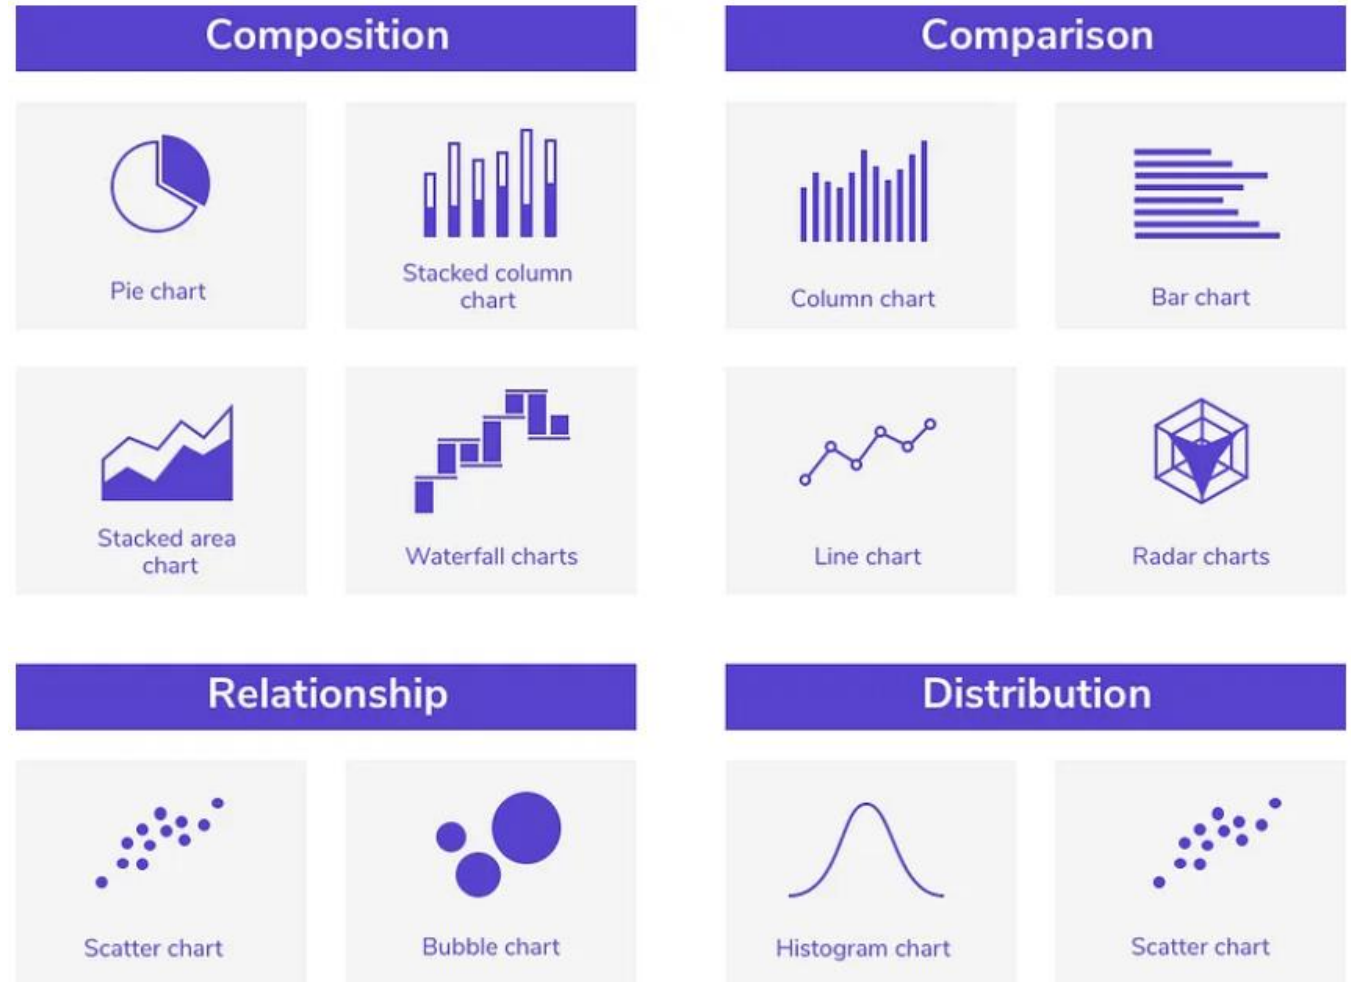 Composition
Comparison
Pie chart
Stacked column
chart
Column chart
Bar chart
Stacked area
chart
Waterfall charts
Line chart
Radar charts
Relationship
Distribution
Scatter chart
Bubble chart
Histogram chart
Scatter chart